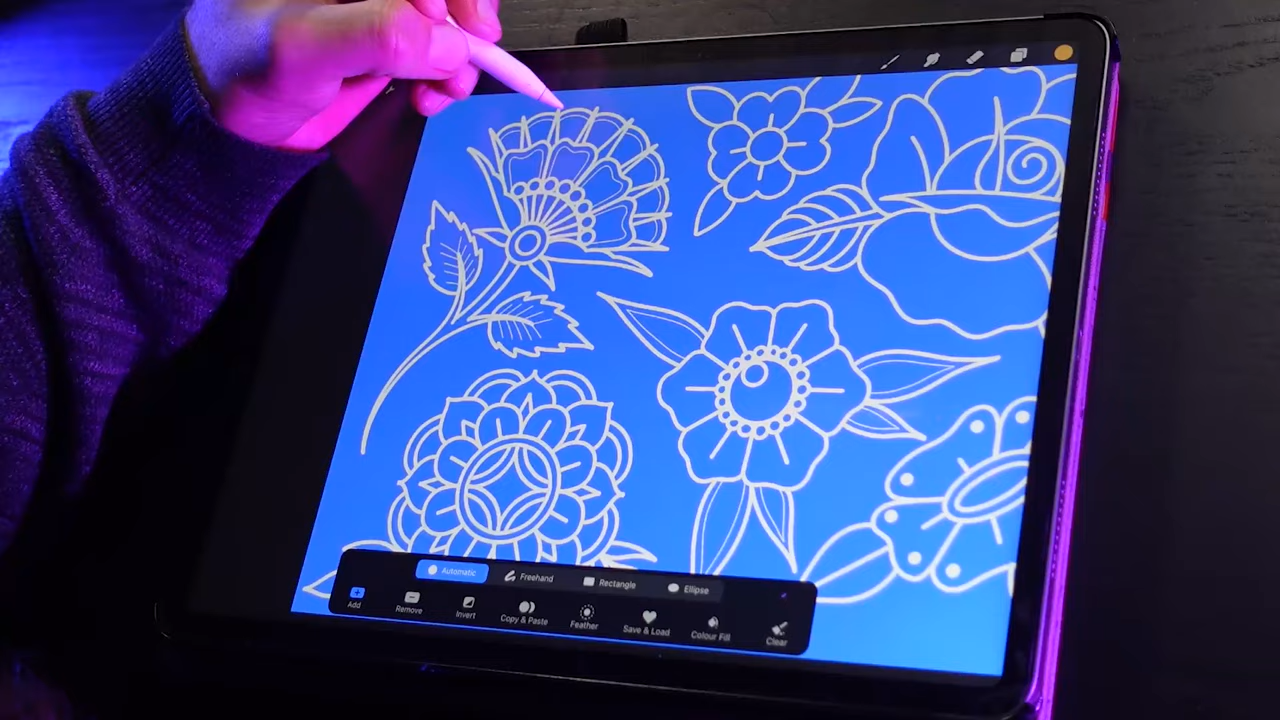 Automatic Freehand Rectangle Ellipse
Add Remove Invert Copy & Paste Feather Save & Load Colour Fill Clear